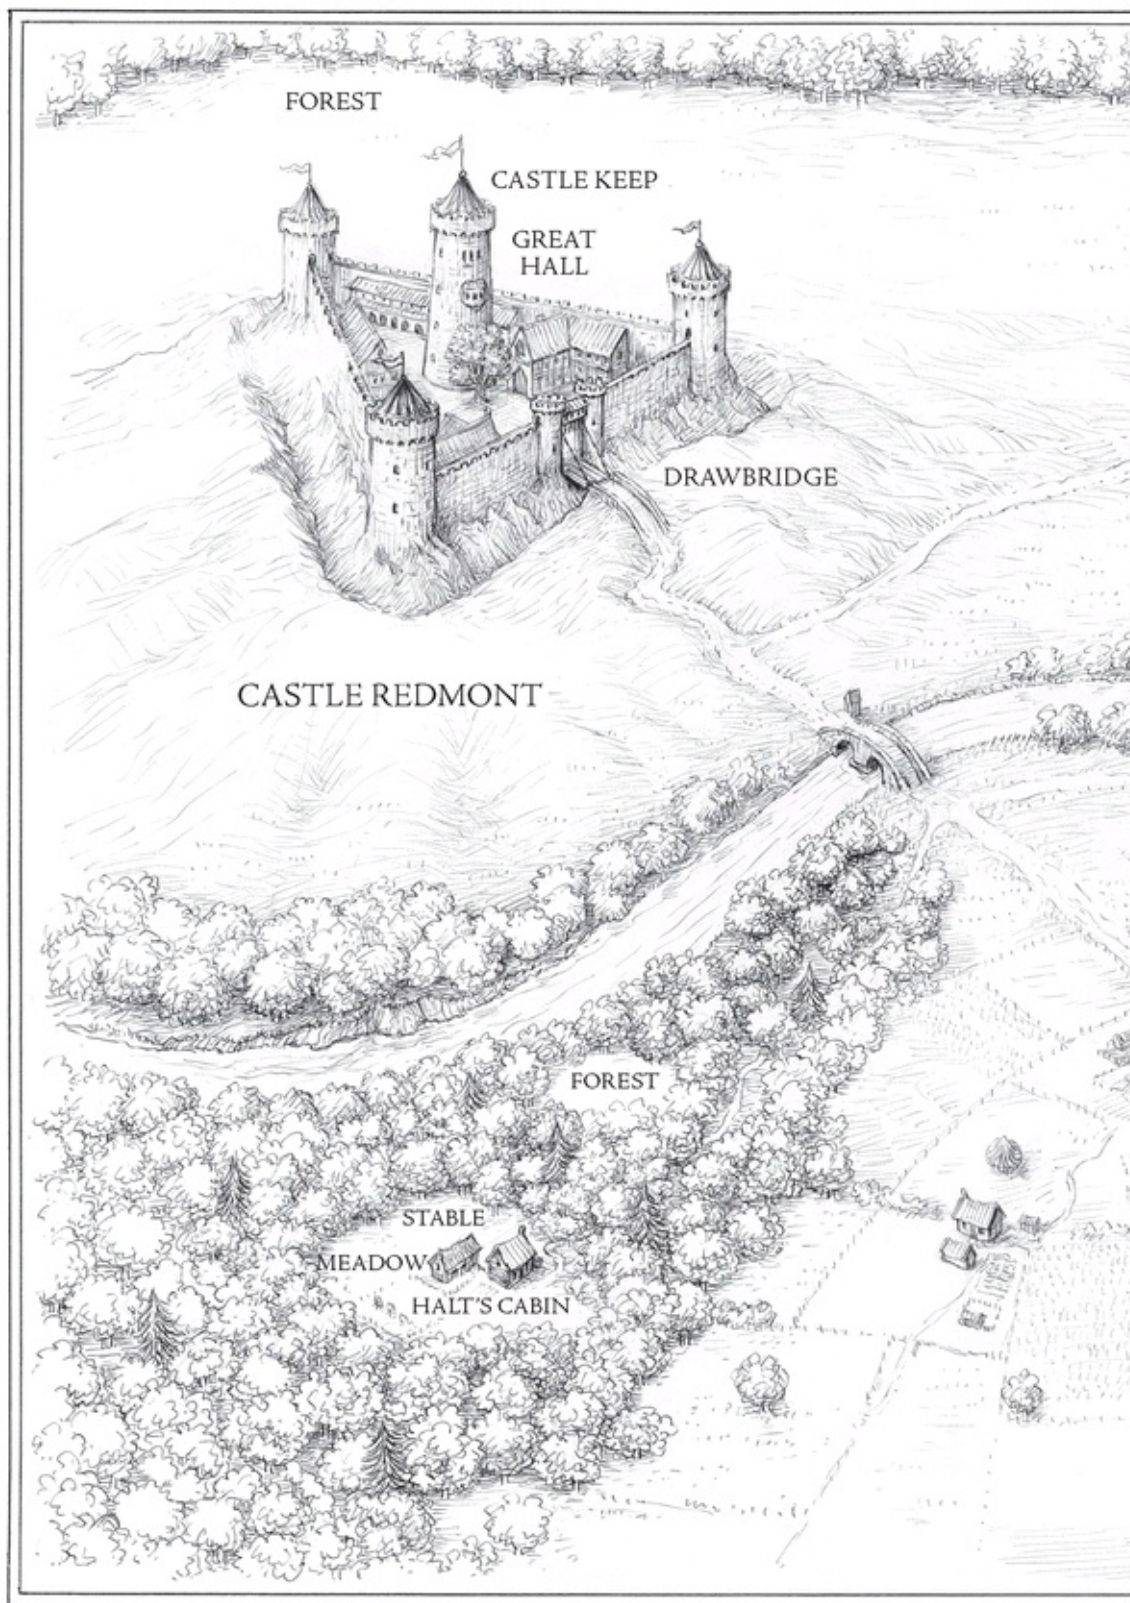 FOREST
CASTLE KEEP
GREAT
HALL
DRAWBRIDGE
CASTLE REDMONT
FOREST
STABLE
MEADOW
HALT'S CABIN